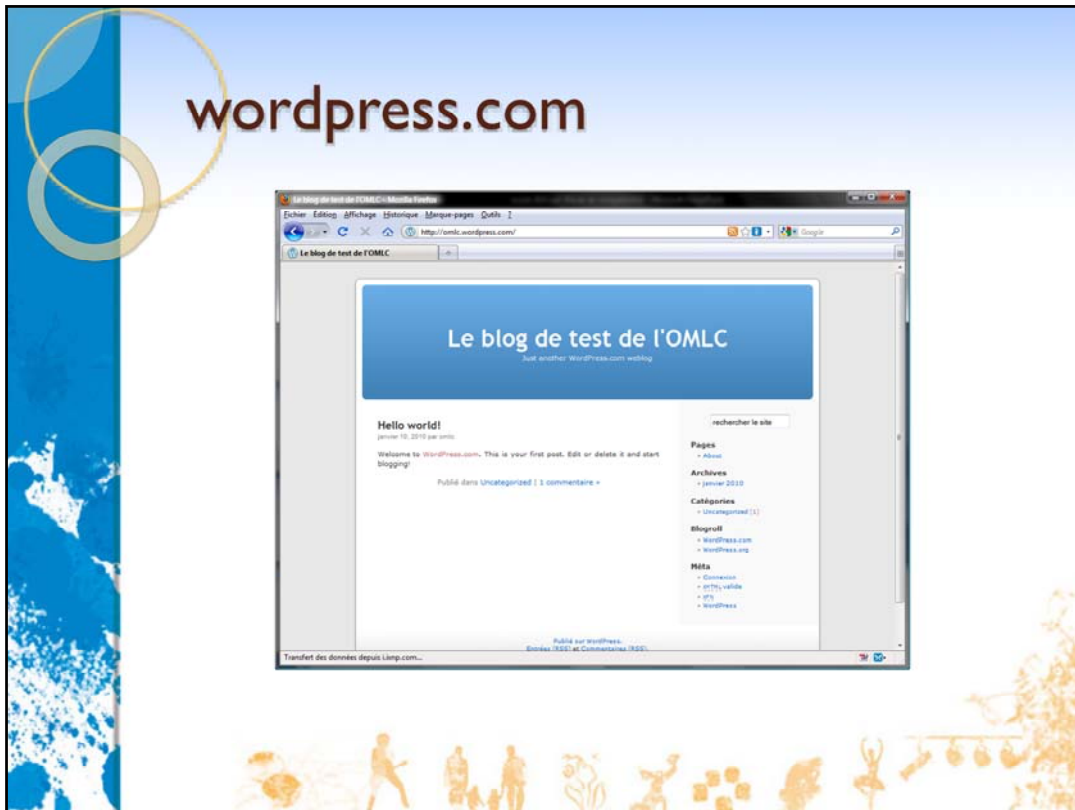 wordpress.com
Le blog de test de l'OMLC - Mozilla Firefox
Fichier Edition Affichage Historique Marque-pages Outils ?
http://omlc.wordpress.com/
Google
Le blog de test de l'OMLC
Le blog de test de l'OMLC
Just another WordPress.com weblog
Hello world!
janvier 10, 2010 par omlc
Welcome to WordPress.com. This is your first post. Edit or delete it and start
blogging!
Publié dans Uncategorized | 1 commentaire »
rechercher le site
Pages
About
Archives
janvier 2010
Catégories
Uncategorized (1)
Blogroll
WordPress.com
WordPress.org
Méta
Connexion
valide
WordPress
Publié sur WordPress.
Entrées (RSS) et Commentaires (RSS).
Transfert des données depuis i.ixnp.com...